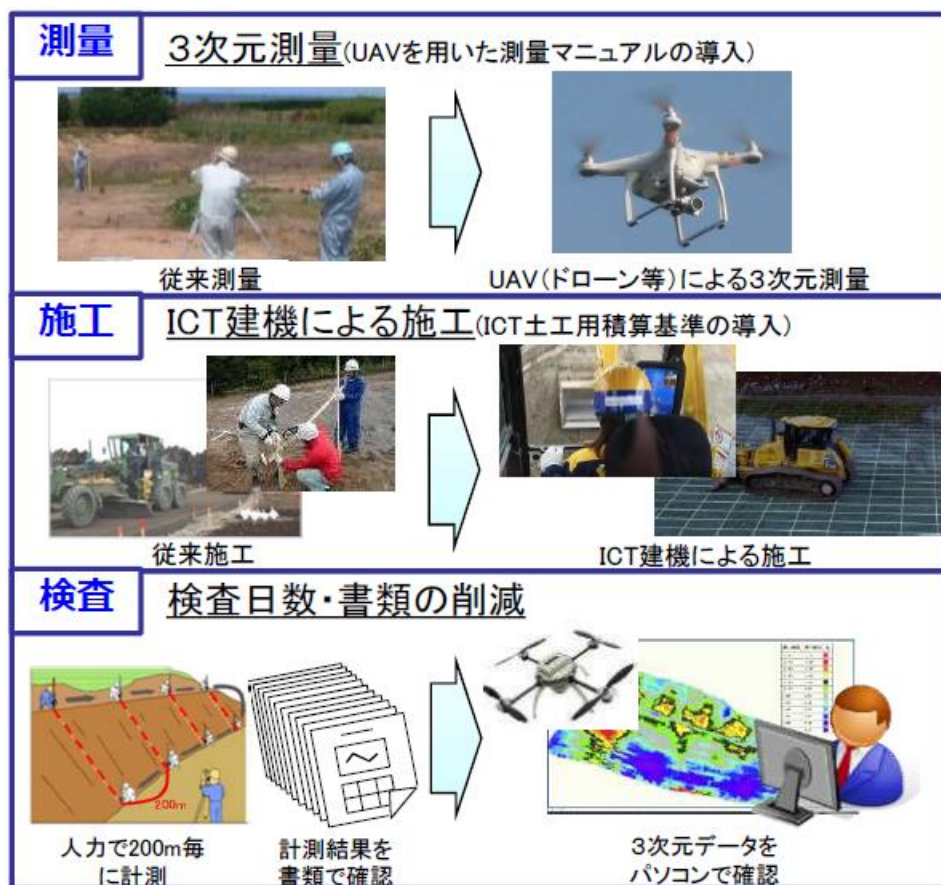 測量
3次元測量(UAVを用いた測量マニュアルの導入)
従来測量
UAV(ドローン等)による3次元測量
施工
ICT建機による施工(ICT土工用積算基準の導入)
従来施工
ICT建機による施工
検査
検査日数・書類の削減
200m
人力で200m毎
に計測
計測結果を
書類で確認
3次元データを
パソコンで確認